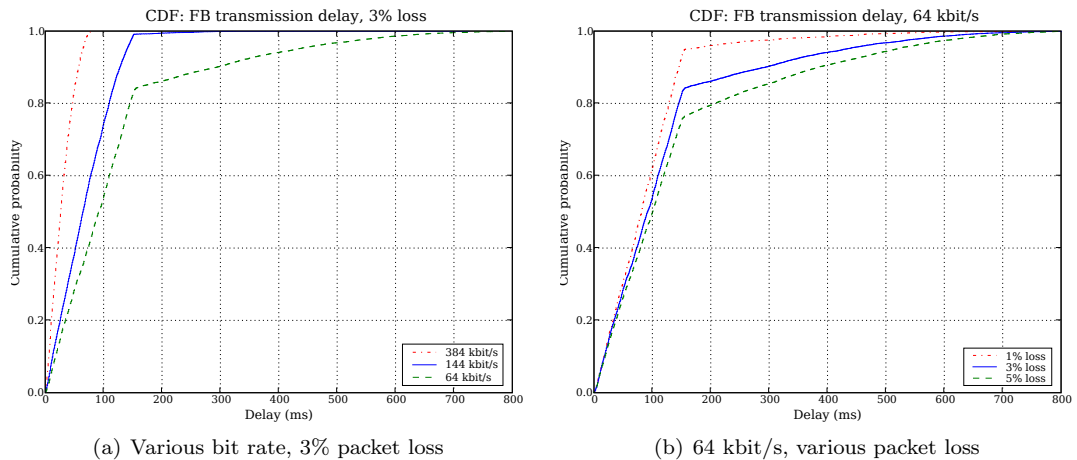 CDF: FB transmission delay, 3% loss
1.0
0.8
0.6
0.4
0.2
0.0
Cumulative probability
0 100 200 300 400 500 600 700 800
Delay (ms)
384 kbit/s
144 kbit/s
64 kbit/s
(a) Various bit rate, 3% packet loss
CDF: FB transmission delay, 64 kbit/s
1.0
0.8
0.6
0.4
0.2
0.0
Cumulative probability
0 100 200 300 400 500 600 700 800
Delay (ms)
1% loss
3% loss
5% loss
(b) 64 kbit/s, various packet loss